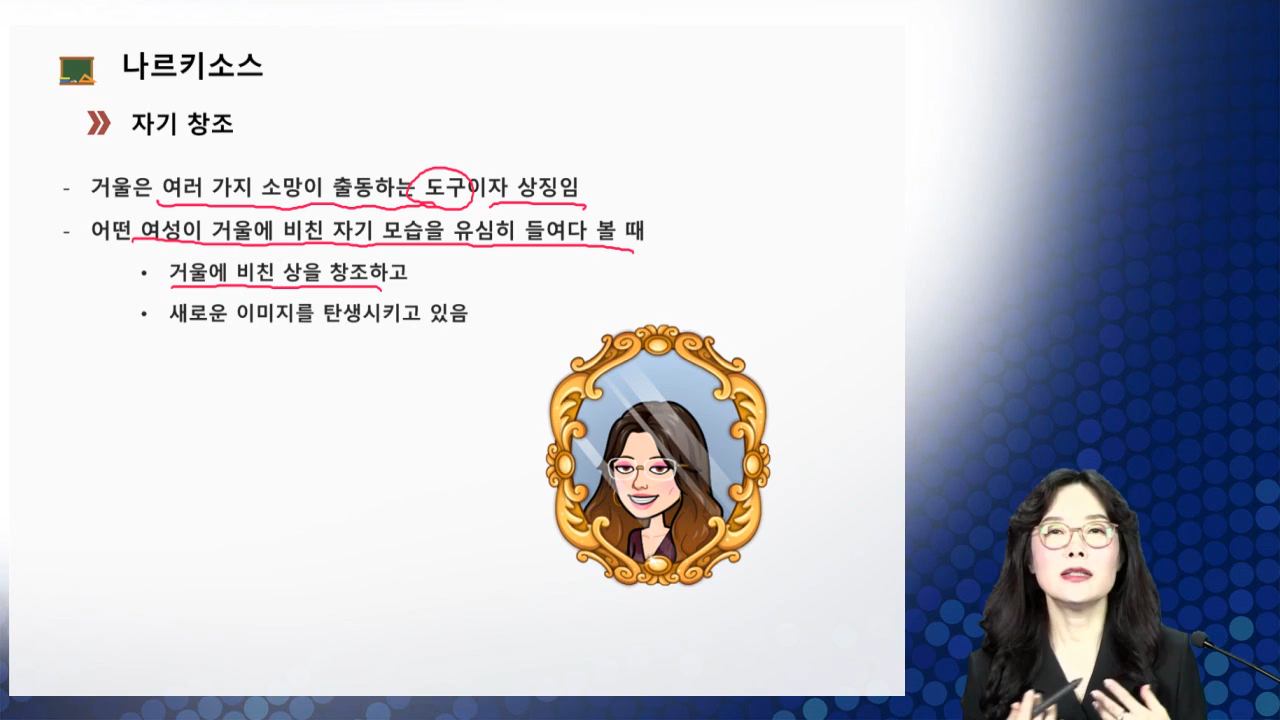 나르키소스
자기 창조
- 거울은 여러 가지 소망이 출동하는 도구이자 상징임
- 어떤 여성이 거울에 비친 자기 모습을 유심히 들여다 볼 때
• 거울에 비친 상을 창조하고
• 새로운 이미지를 탄생시키고 있음